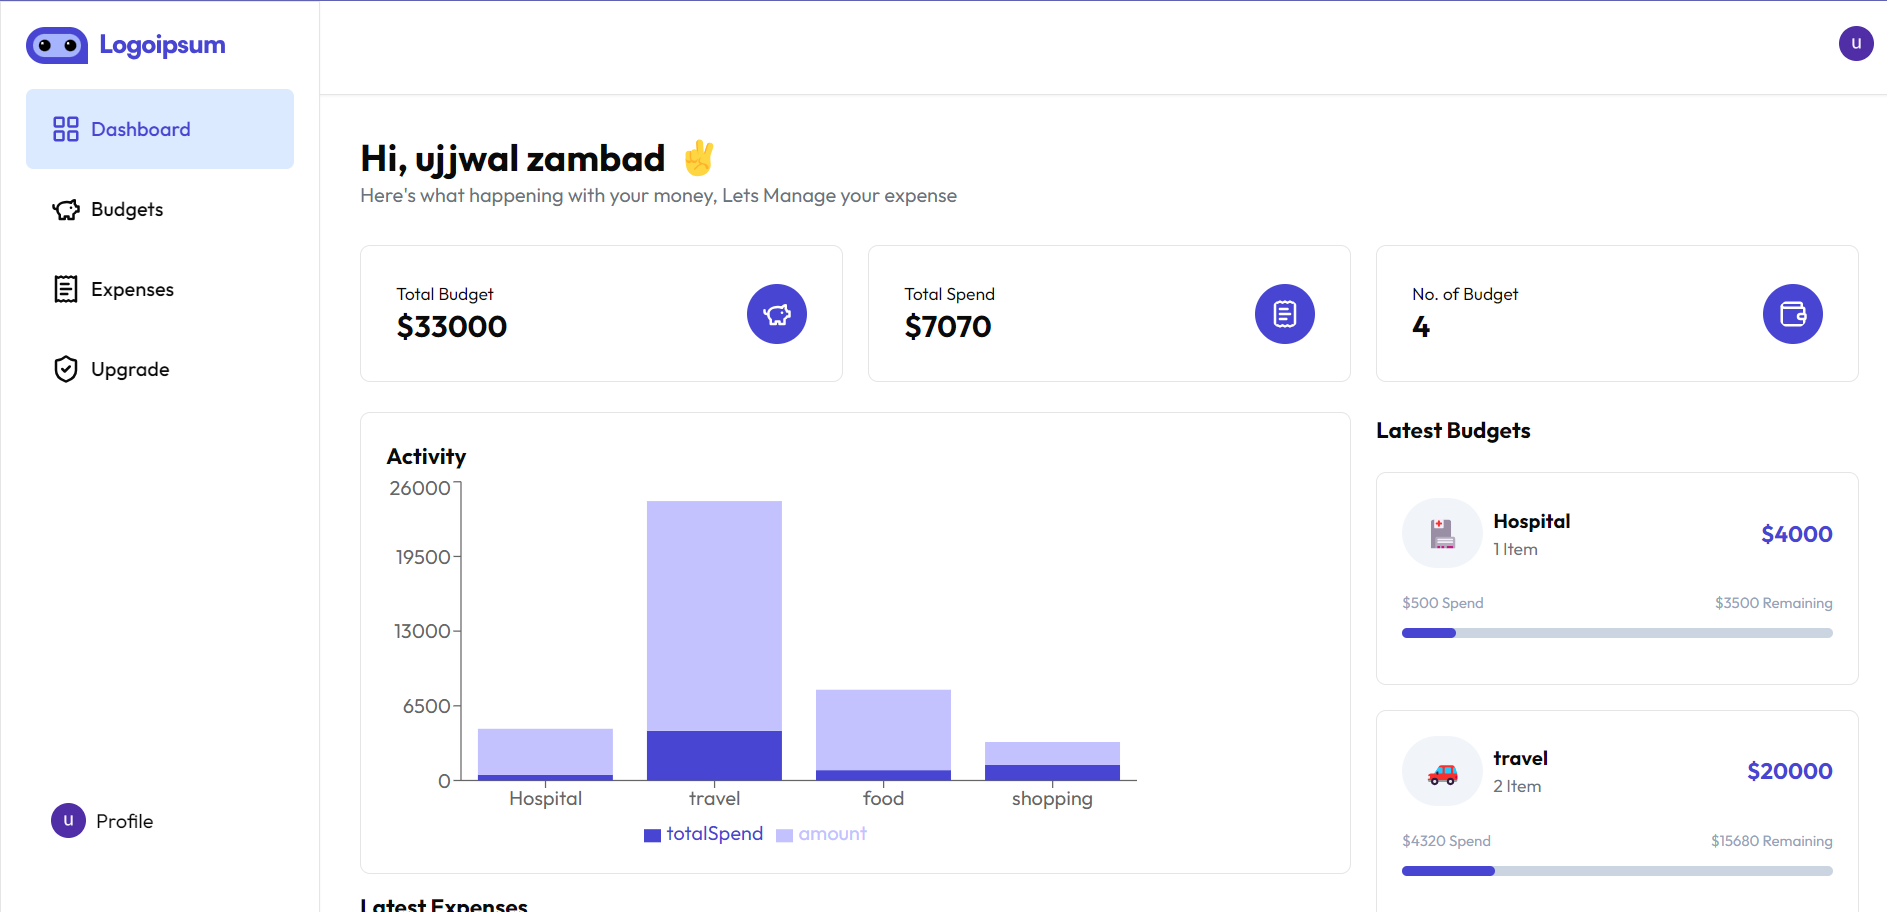 Logoipsum
u
Dashboard
Budgets
Expenses
Upgrade
u Profile
Hi, ujjwal zambad ✌️
Here's what happening with your money, Lets Manage your expense
Total Budget
$33000
Total Spend
$7070
No. of Budget
4
Activity
26000
19500
13000
6500
0
Hospital travel food shopping
totalSpend amount
Latest Budgets
Hospital
1 Item
$4000
$500 Spend $3500 Remaining
travel
2 Item
$20000
$4320 Spend $15680 Remaining
Latest Expenses